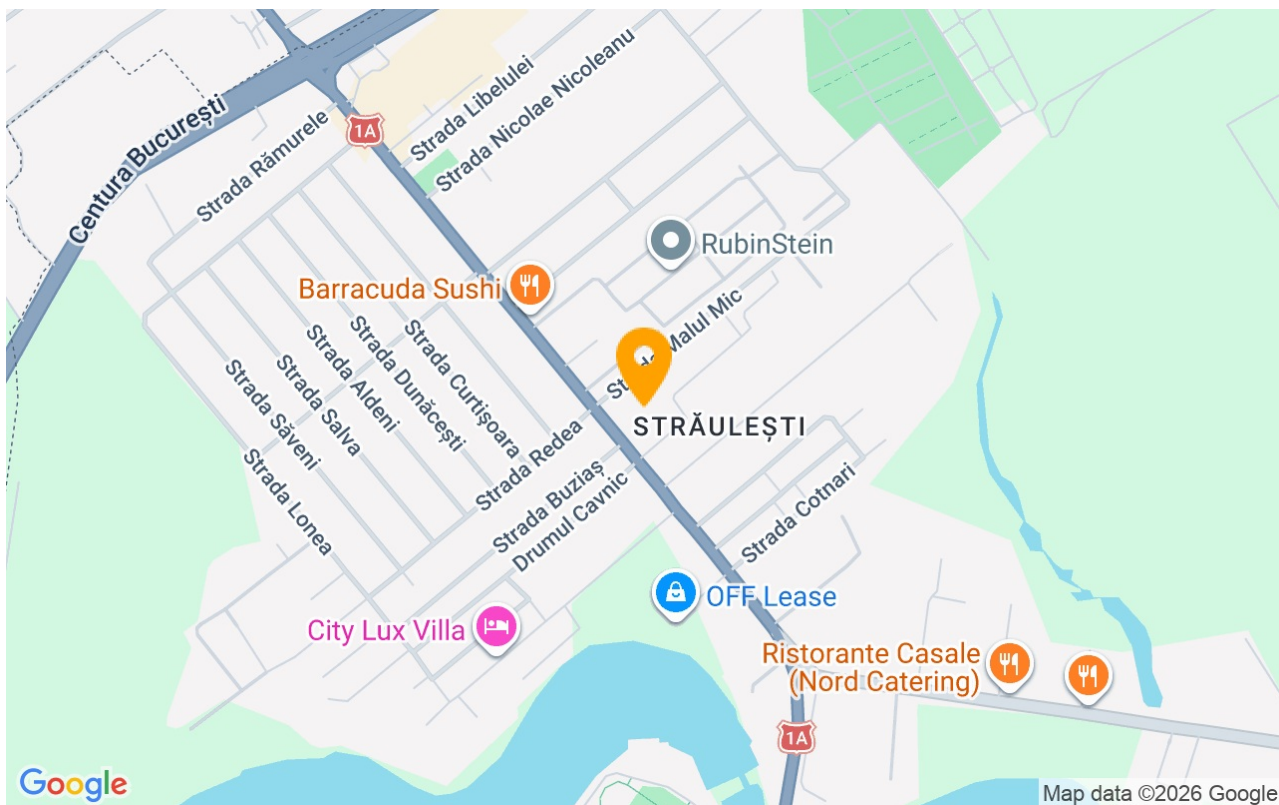 Strada Libelulei
Strada Nicolae Nicoleanu
1A
Strada Rămurele
Centura București
RubinStein
Barracuda Sushi
Strada Malul Mic
Strada Curtișoara
Strada Dunăcești
Strada Aldeni
Strada Salva
Strada Săveni
Strada Lonea
STRĂULEȘTI
Strada Redea
Strada Buziaș
Drumul Cavnic
Strada Cotnari
OFF Lease
City Lux Villa
Ristorante Casale
(Nord Catering)
1A
Google
Map data ©2026 Google